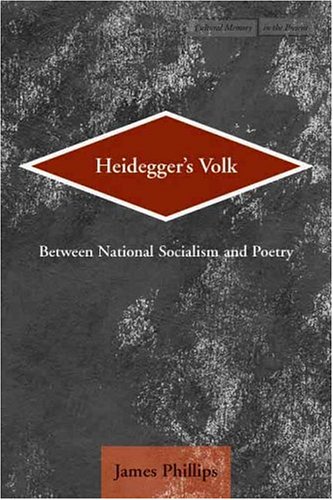 Cultural Memory in the Present
Heidegger's Volk
Between National Socialism and Poetry
James Phillips